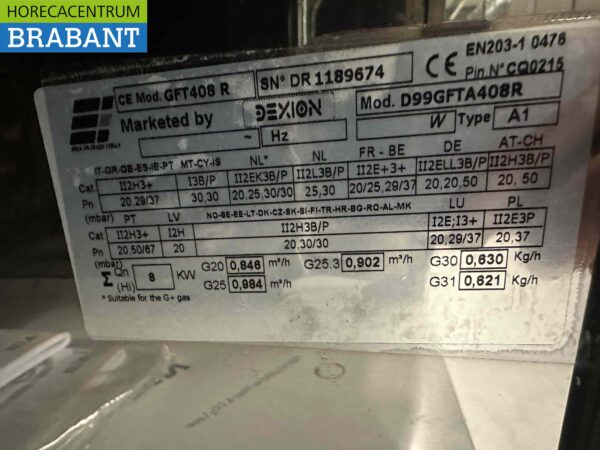 HORECACENTRUM
BRABANT
CE Mod. GFT408 R
SN° DR 1189674
CE EN203-1 0476
Pin.N° CQ0215
Marketed by DEXION
Mod. D99GFTA408R
~ Hz W Type A1
IT-GR-GB-ES-IE-PT MT-CY-IS NL* NL FR - BE DE AT-CH
Cat II2H3+ I3B/P II2EK3B/P II2L3B/P II2E+3+ II2ELL3B/P II2H3B/P
Pn 20,29/37 30,30 20,25,30/30 25,30 20/25,29/37 20,20,50 20, 50
(mbar) PT LV NO-SE-EE-LT-DK-CZ-SK-SI-FI-TR-HR-BG-RO-AL-MK LU PL
Cat II2H3+ I2H II2H3B/P I2E;I3+ II2E3P
Pn 20,50/67 20 20,30/30 20,29/37 20,37
(mbar)
Σ Qn (Hi) 8 KW
G20 0,846 m³/h G25.3 0,902 m³/h G30 0,630 Kg/h
G25 0,984 m³/h G31 0,621 Kg/h
* Suitable for the G+ gas